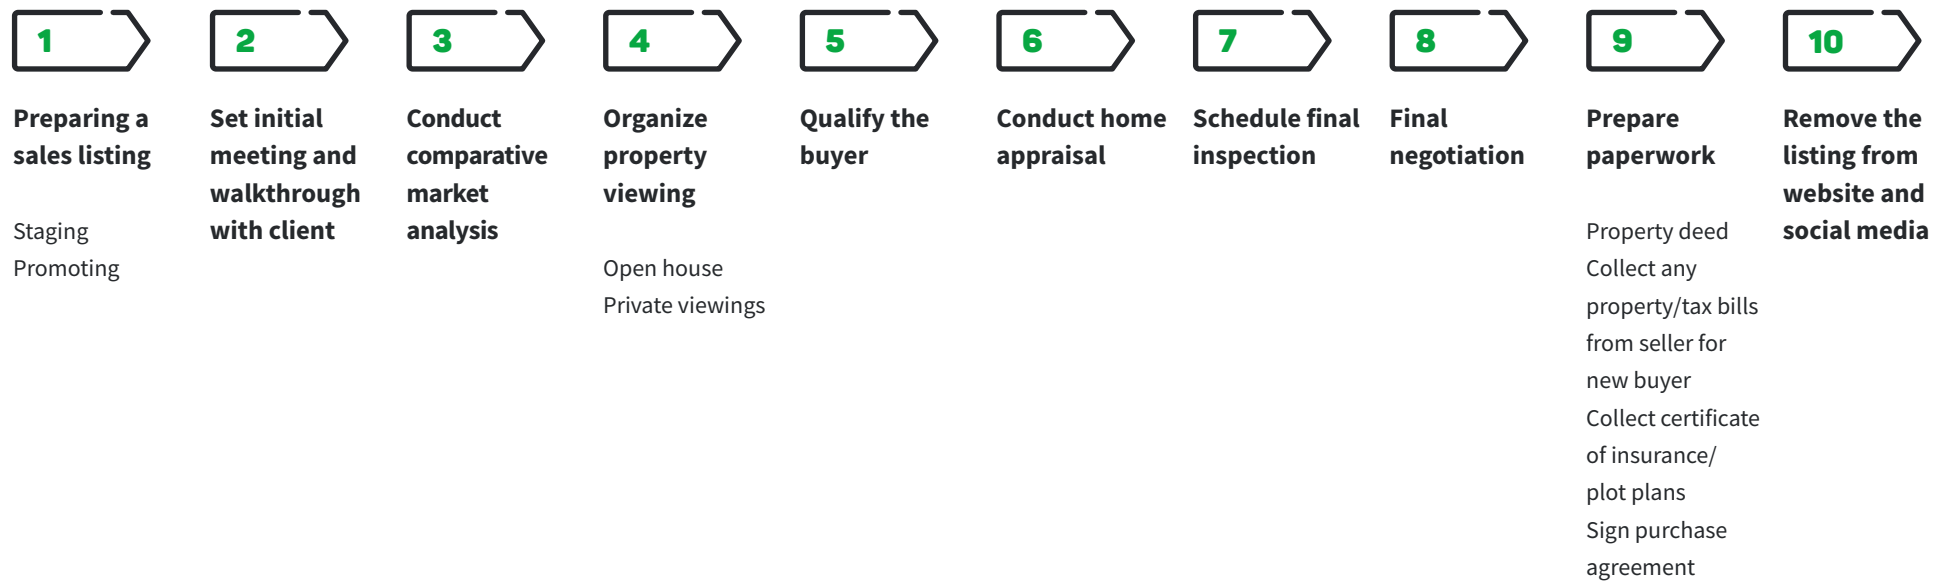 1
Preparing a
sales listing
Staging
Promoting
2
Set initial
meeting and
walkthrough
with client
3
Conduct
comparative
market
analysis
4
Organize
property
viewing
Open house
Private viewings
5
Qualify the
buyer
6
Conduct home
appraisal
7
Schedule final
inspection
8
Final
negotiation
9
Prepare
paperwork
Property deed
Collect any
property/tax bills
from seller for
new buyer
Collect certificate
of insurance/
plot plans
Sign purchase
agreement
10
Remove the
listing from
website and
social media